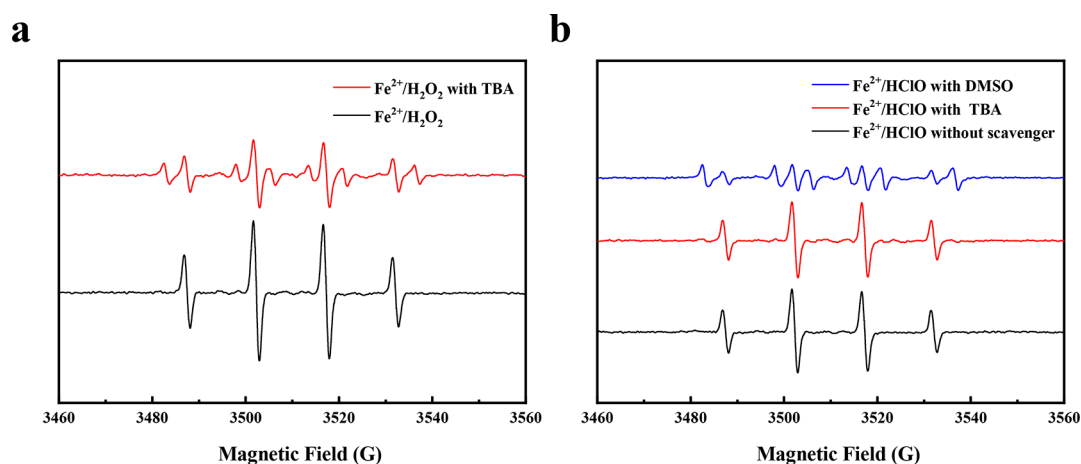 a
Fe²⁺/H₂O₂ with TBA
Fe²⁺/H₂O₂
3460 3480 3500 3520 3540 3560
Magnetic Field (G)
b
Fe²⁺/HClO with DMSO
Fe²⁺/HClO with TBA
Fe²⁺/HClO without scavenger
3460 3480 3500 3520 3540 3560
Magnetic Field (G)